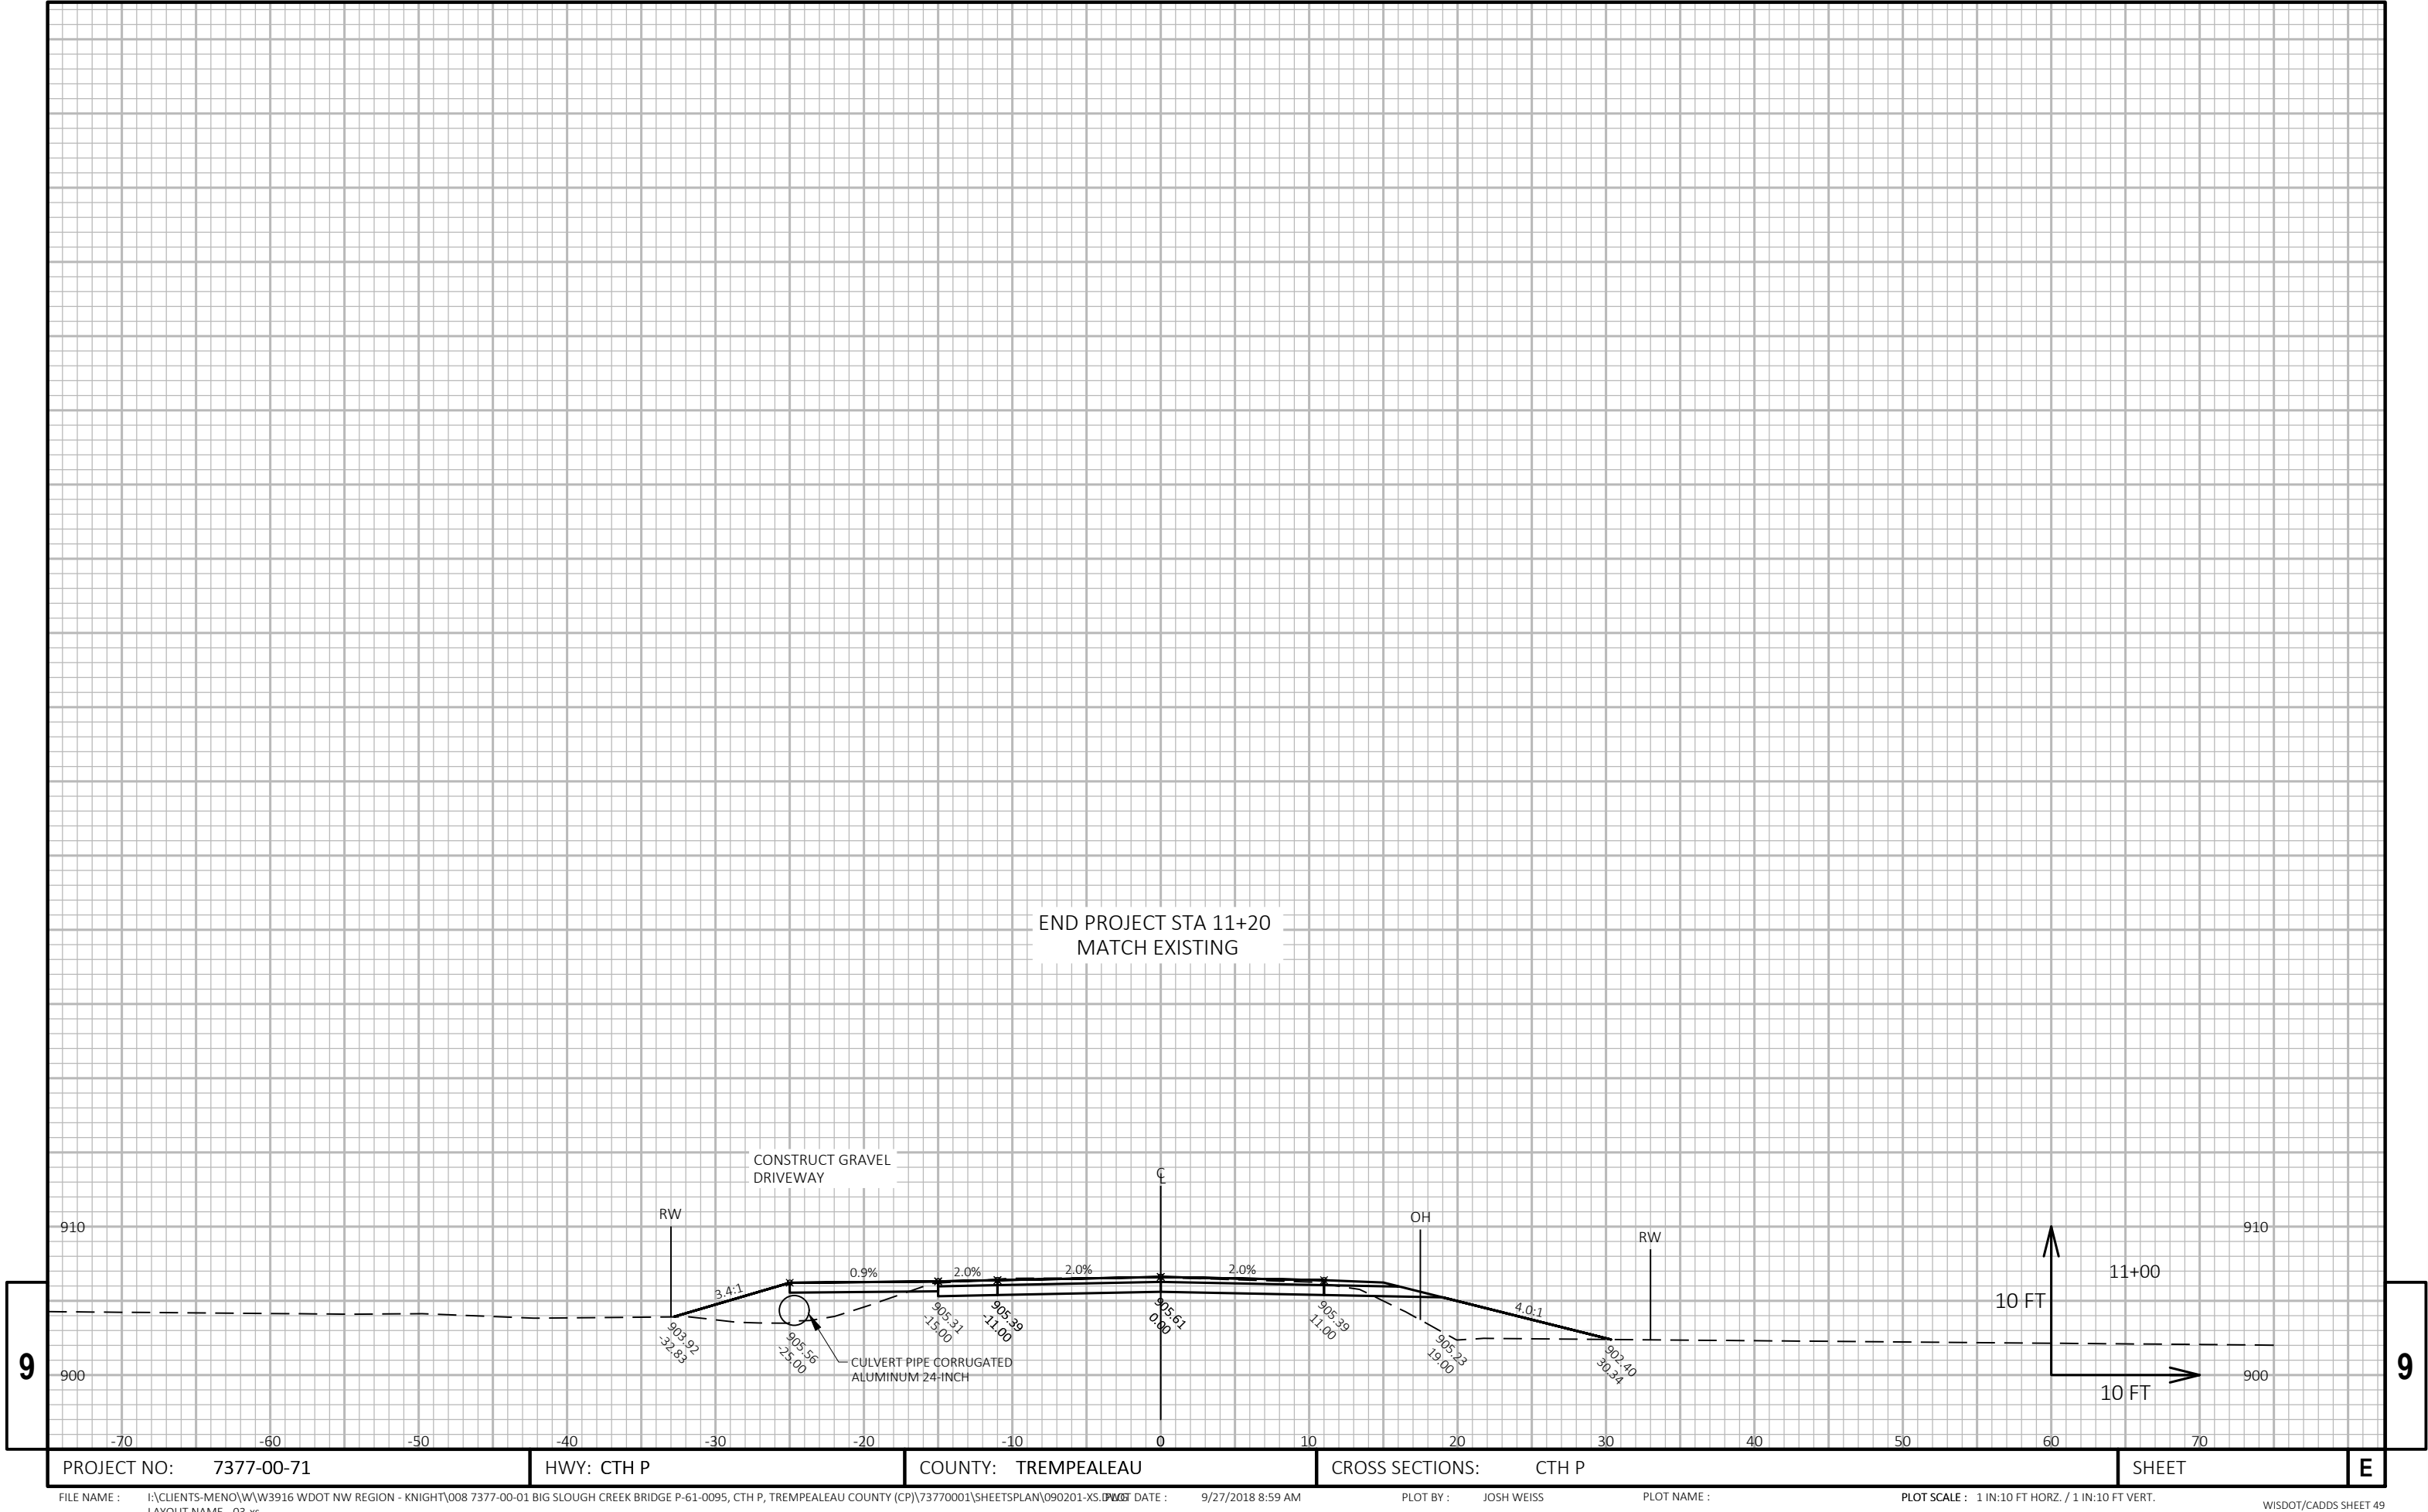 END PROJECT STA 11+20
MATCH EXISTING
CONSTRUCT GRAVEL
DRIVEWAY
RW
℄
OH
RW
910
910
3.4:1
0.9%
2.0%
2.0%
2.0%
4.0:1
11+00
10 FT
10 FT
903.92
-32.83
905.56
-25.00
905.31
-15.00
905.39
-11.00
905.61
0.00
905.39
11.00
905.23
19.00
902.40
30.34
CULVERT PIPE CORRUGATED
ALUMINUM 24-INCH
9
900
900
9
-70 -60 -50 -40 -30 -20 -10 0 10 20 30 40 50 60 70
PROJECT NO: 7377-00-71 HWY: CTH P COUNTY: TREMPEALEAU CROSS SECTIONS: CTH P SHEET E
FILE NAME : I:\CLIENTS-MENO\W\W3916 WDOT NW REGION - KNIGHT\008 7377-00-01 BIG SLOUGH CREEK BRIDGE P-61-0095, CTH P, TREMPEALEAU COUNTY (CP)\73770001\SHEETSPLAN\090201-XS.DWG PLOT DATE : 9/27/2018 8:59 AM PLOT BY : JOSH WEISS PLOT NAME : PLOT SCALE : 1 IN:10 FT HORZ. / 1 IN:10 FT VERT.
WISDOT/CADDS SHEET 49
LAYOUT NAME - 03-xs